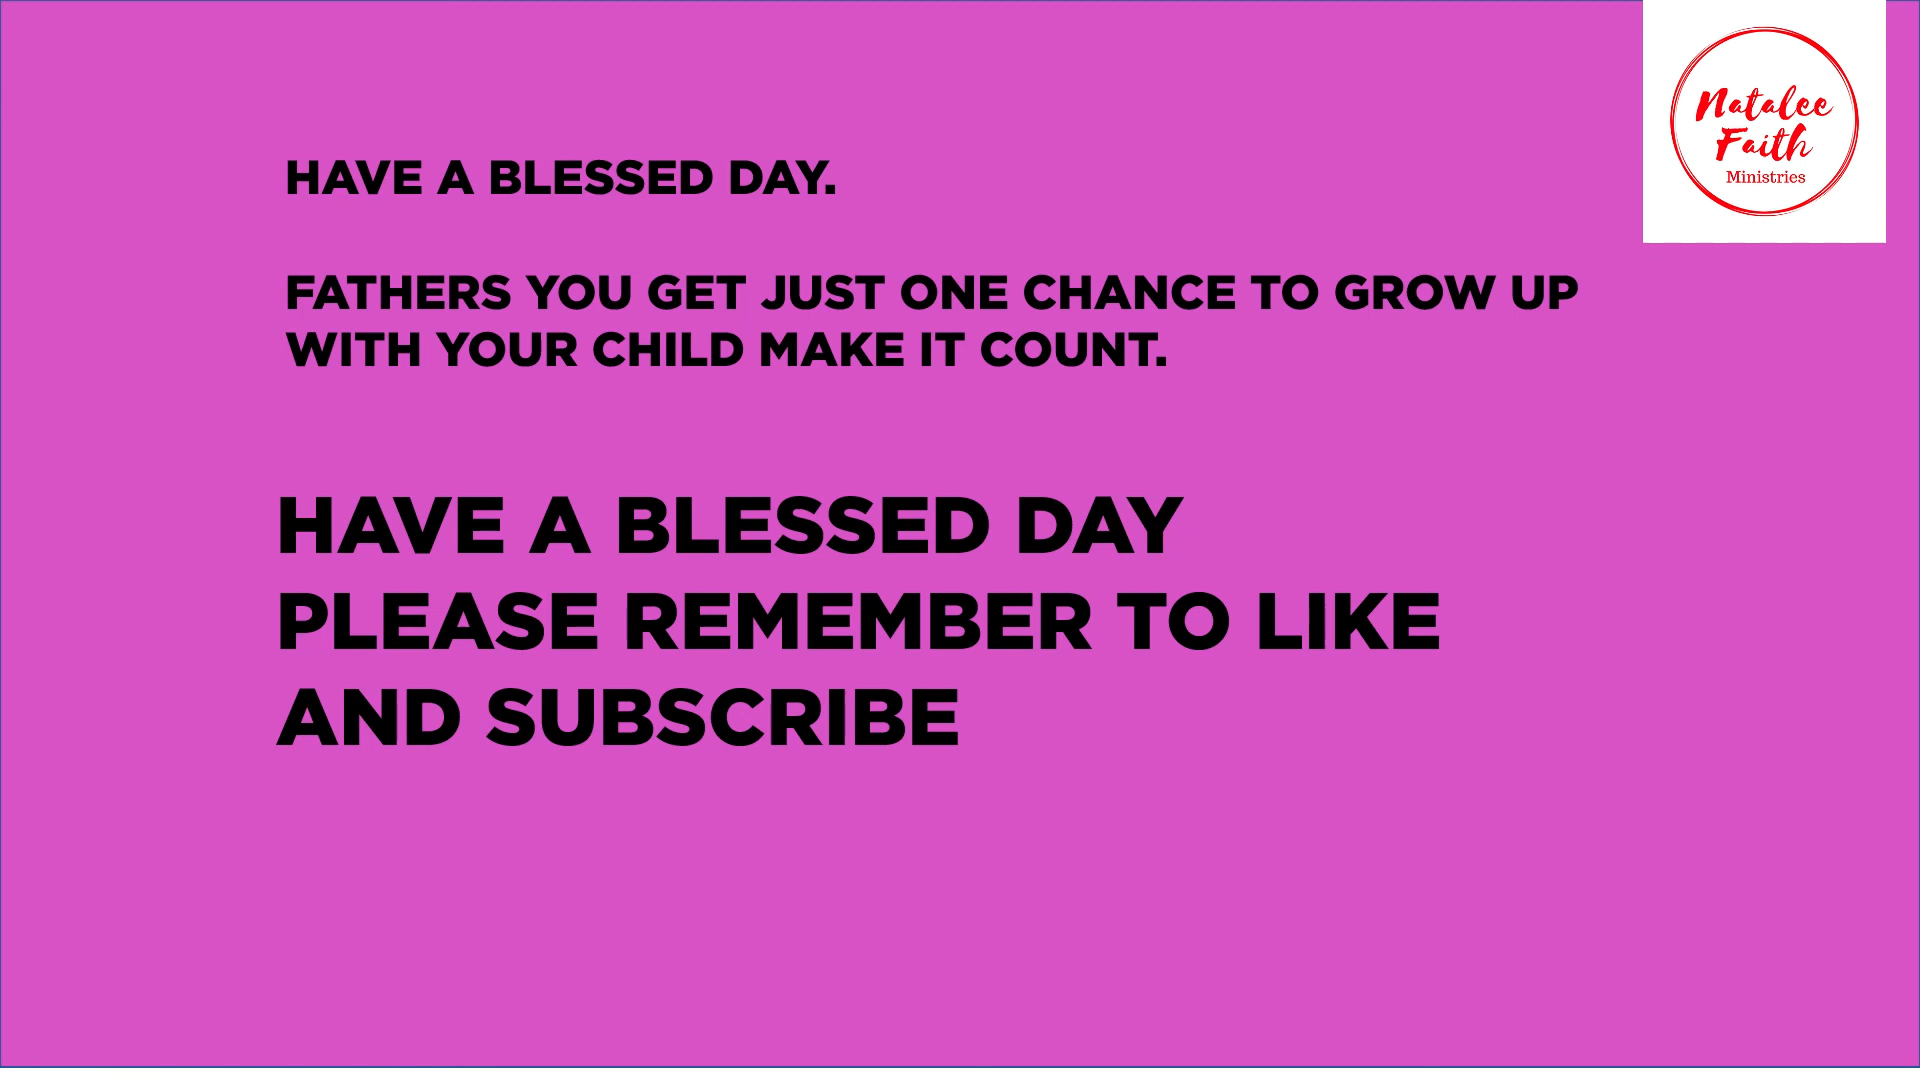 Natalee
Faith
Ministries
HAVE A BLESSED DAY.
FATHERS YOU GET JUST ONE CHANCE TO GROW UP
WITH YOUR CHILD MAKE IT COUNT.
HAVE A BLESSED DAY
PLEASE REMEMBER TO LIKE
AND SUBSCRIBE